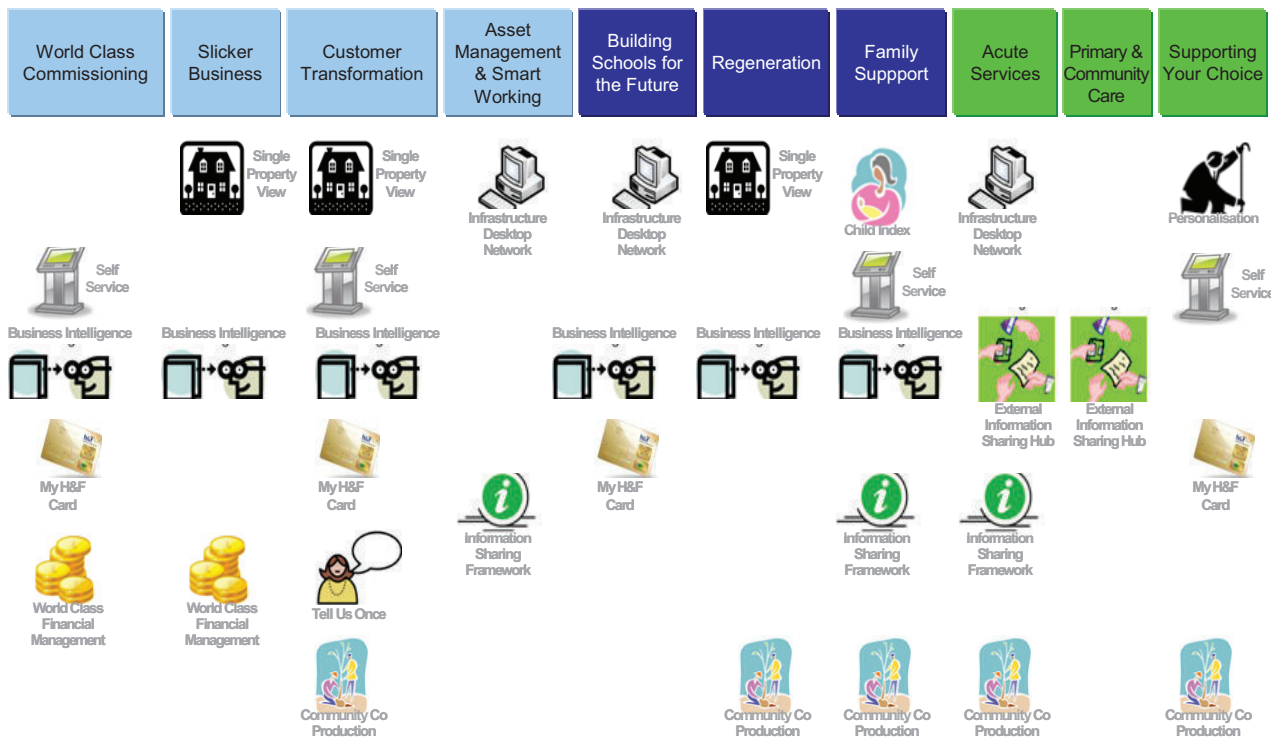 World Class
Commissioning
Slicker
Business
Customer
Transformation
Asset
Management
& Smart
Working
Building
Schools for
the Future
Regeneration
Family
Suppport
Acute
Services
Primary &
Community
Care
Supporting
Your Choice
Single
Property
View
Single
Property
View
Infrastructure
Desktop
Network
Infrastructure
Desktop
Network
Single
Property
View
Child Index
Infrastructure
Desktop
Network
Personalisation
Self
Service
Self
Service
Self
Service
Self
Service
Business Intelligence
Business Intelligence
Business Intelligence
Business Intelligence
Business Intelligence
Business Intelligence
External
Information
Sharing Hub
External
Information
Sharing Hub
My H&F
Card
My H&F
Card
My H&F
Card
My H&F
Card
Information
Sharing
Framework
Information
Sharing
Framework
Information
Sharing
Framework
World Class
Financial
Management
World Class
Financial
Management
Tell Us Once
Community Co
Production
Community Co
Production
Community Co
Production
Community Co
Production
Community Co
Production